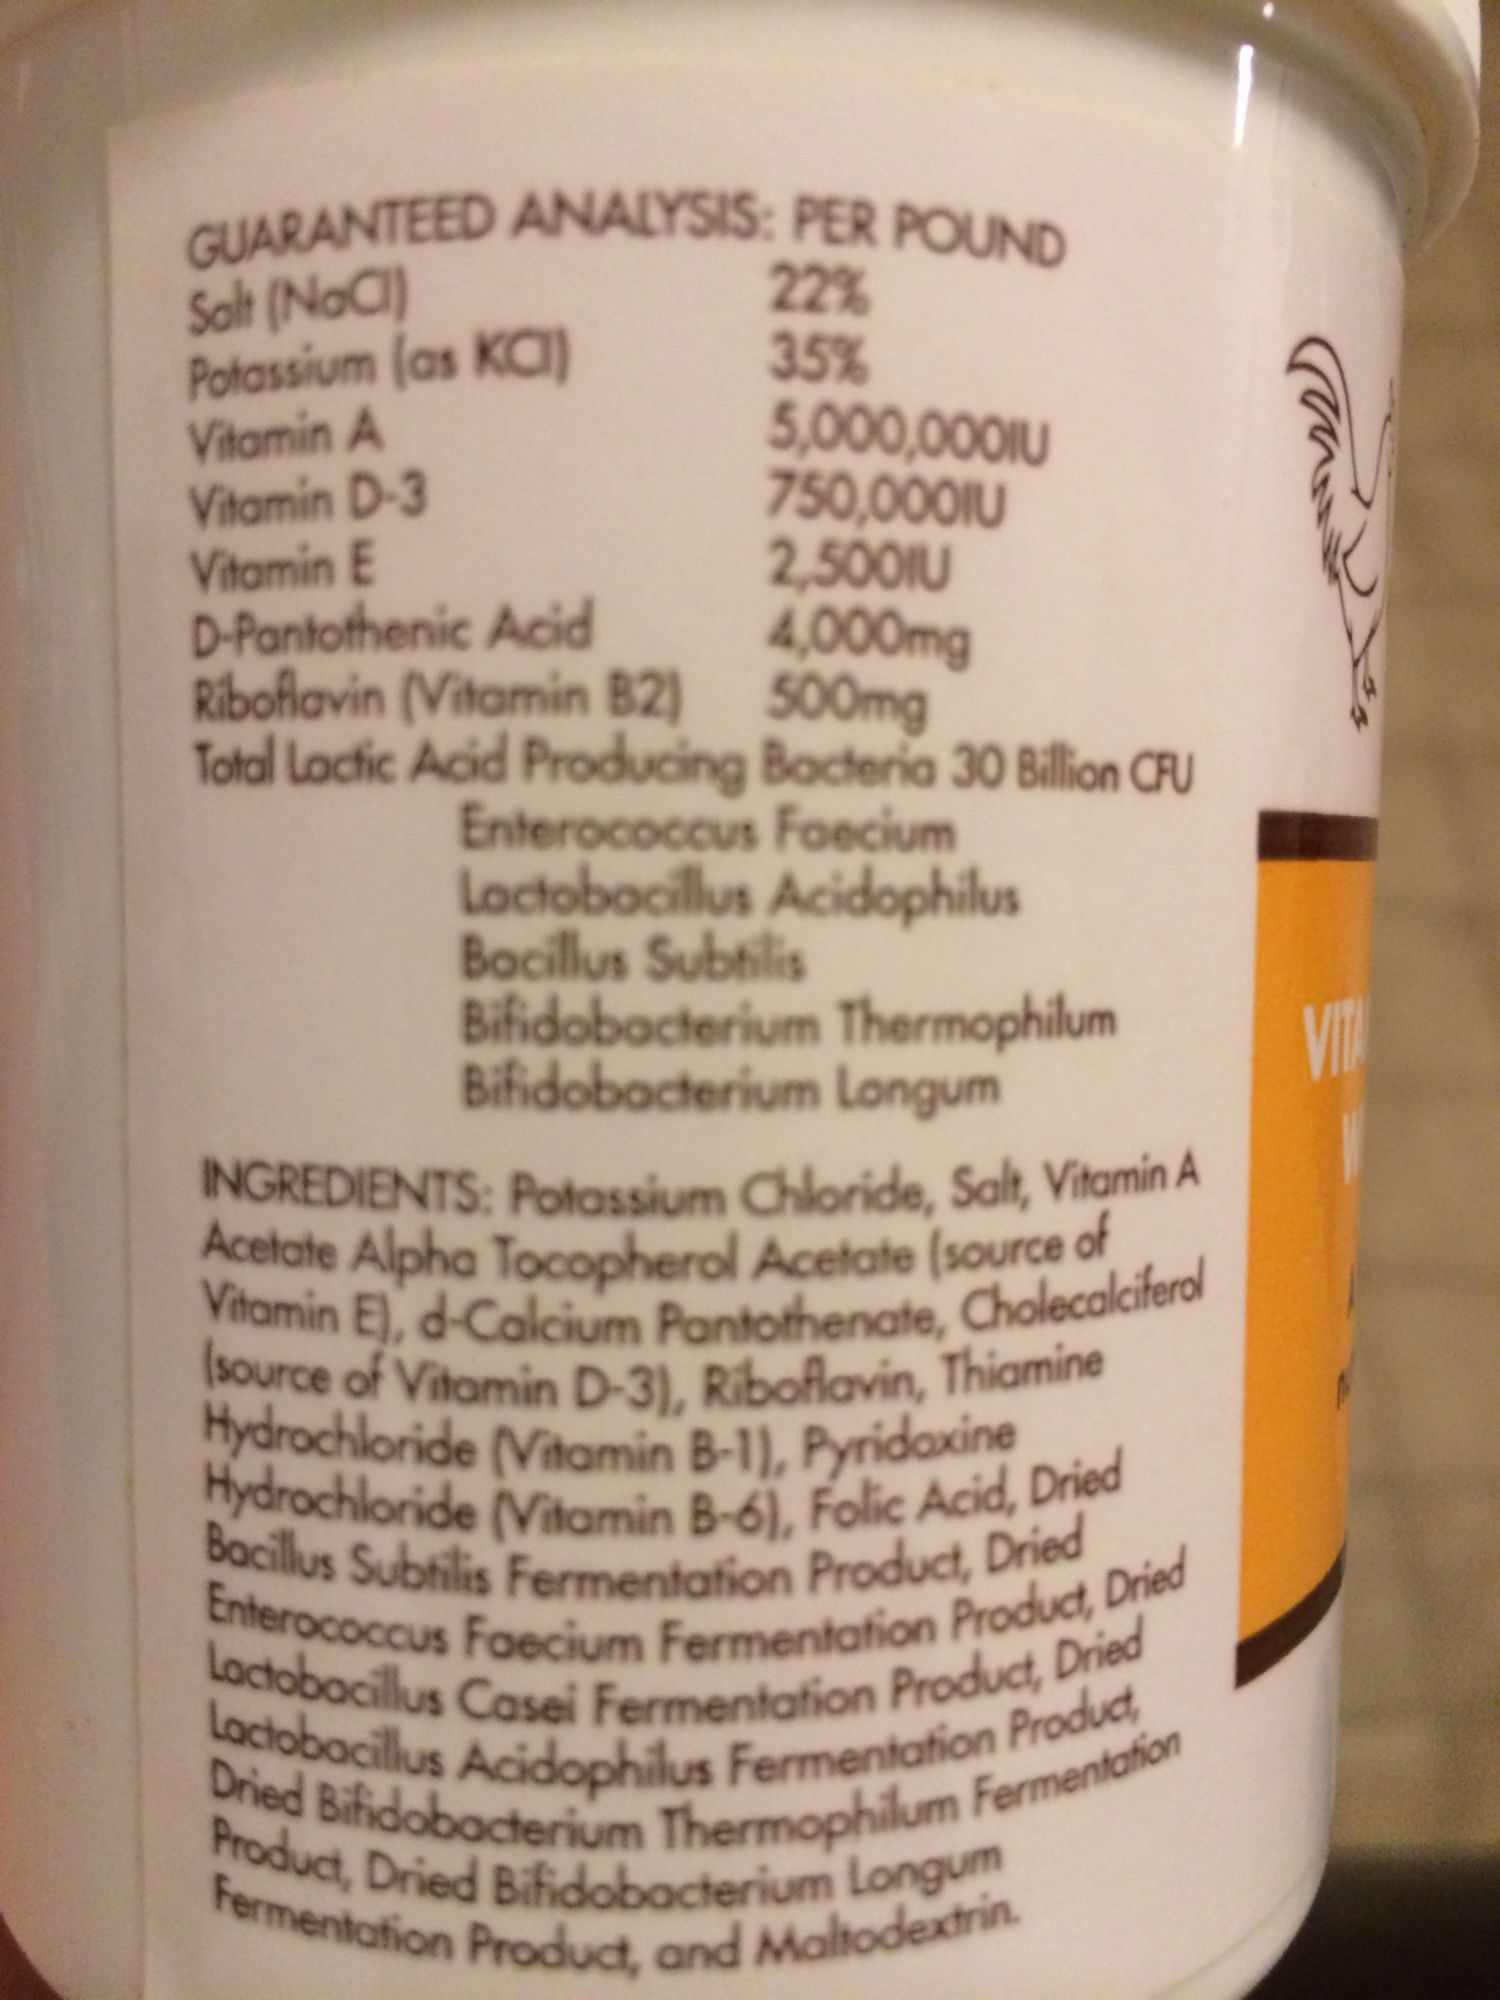 GUARANTEED ANALYSIS: PER POUND
Salt (NaCl) 22%
Potassium (as KCl) 35%
Vitamin A 5,000,000IU
Vitamin D-3 750,000IU
Vitamin E 2,500IU
D-Pantothenic Acid 4,000mg
Riboflavin (Vitamin B2) 500mg
Total Lactic Acid Producing Bacteria 30 Billion CFU
Enterococcus Faecium
Lactobacillus Acidophilus
Bacillus Subtilis
Bifidobacterium Thermophilum
Bifidobacterium Longum
INGREDIENTS: Potassium Chloride, Salt, Vitamin A
Acetate Alpha Tocopherol Acetate (source of
Vitamin E), d-Calcium Pantothenate, Cholecalciferol
(source of Vitamin D-3), Riboflavin, Thiamine
Hydrochloride (Vitamin B-1), Pyridoxine
Hydrochloride (Vitamin B-6), Folic Acid, Dried
Bacillus Subtilis Fermentation Product, Dried
Enterococcus Faecium Fermentation Product, Dried
Lactobacillus Casei Fermentation Product, Dried
Lactobacillus Acidophilus Fermentation Product,
Dried Bifidobacterium Thermophilum Fermentation
Product, Dried Bifidobacterium Longum
Fermentation Product, and Maltodextrin.
VITA